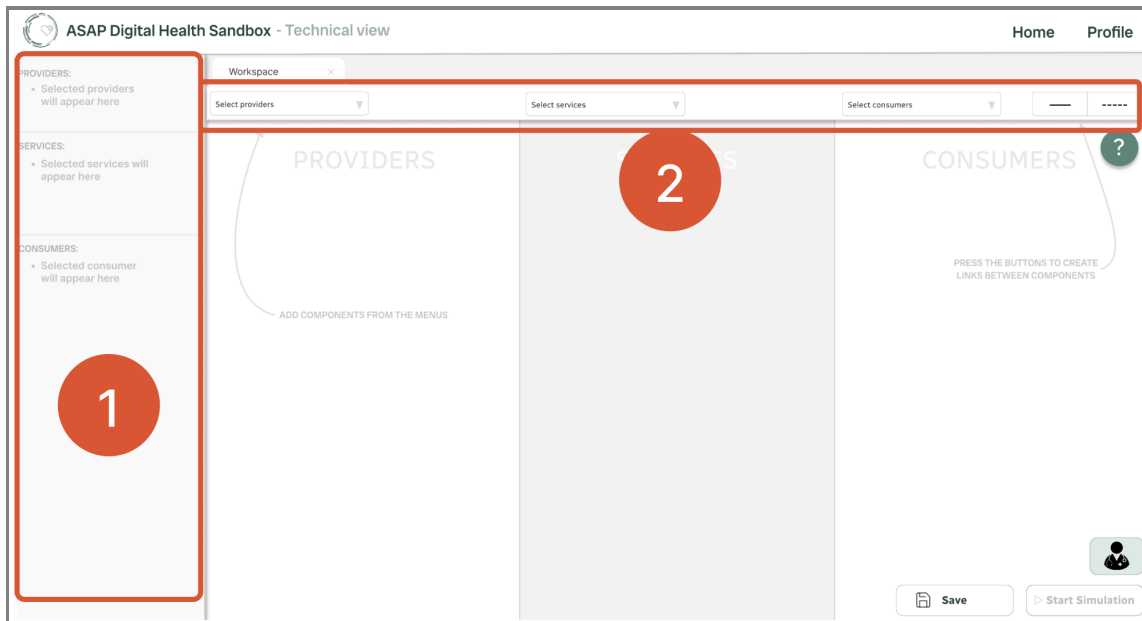 ASAP Digital Health Sandbox - Technical view
Home
Profile
PROVIDERS:
• Selected providers
will appear here
SERVICES:
• Selected services will
appear here
CONSUMERS:
• Selected consumer
will appear here
1
Workspace
Select providers
Select services
Select consumers
PROVIDERS
2
CONSUMERS
?
ADD COMPONENTS FROM THE MENUS
PRESS THE BUTTONS TO CREATE
LINKS BETWEEN COMPONENTS
Save
Start Simulation